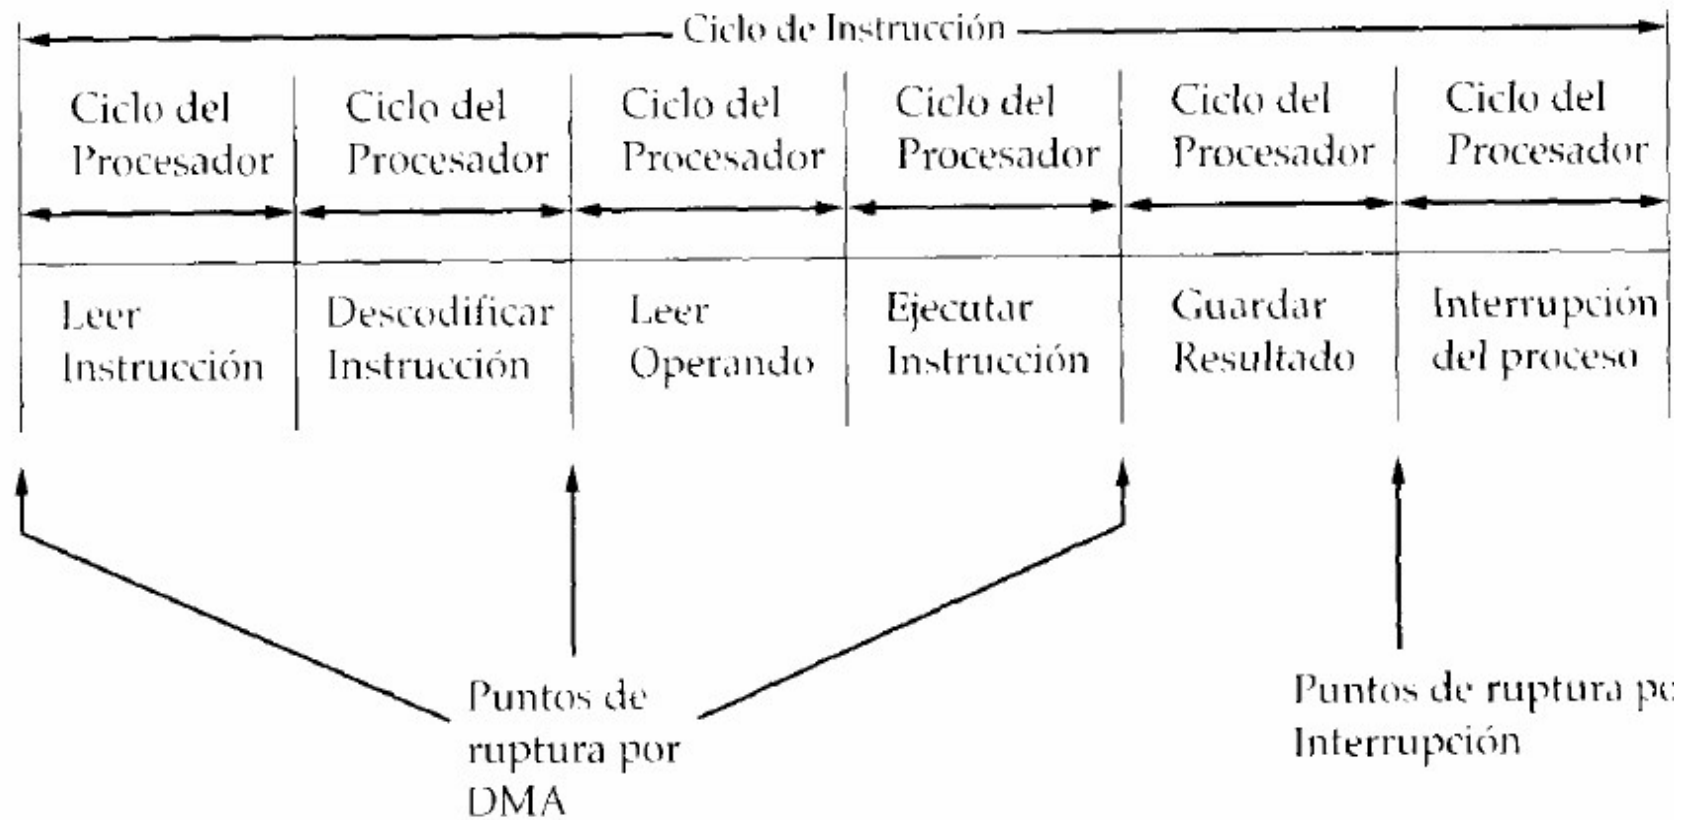 Ciclo de Instrucción
Ciclo del
Procesador
Ciclo del
Procesador
Ciclo del
Procesador
Ciclo del
Procesador
Ciclo del
Procesador
Ciclo del
Procesador
Leer
Instrucción
Descodificar
Instrucción
Leer
Operando
Ejecutar
Instrucción
Guardar
Resultado
Interrupción
del proceso
Puntos de
ruptura por
DMA
Puntos de ruptura
Interrupción